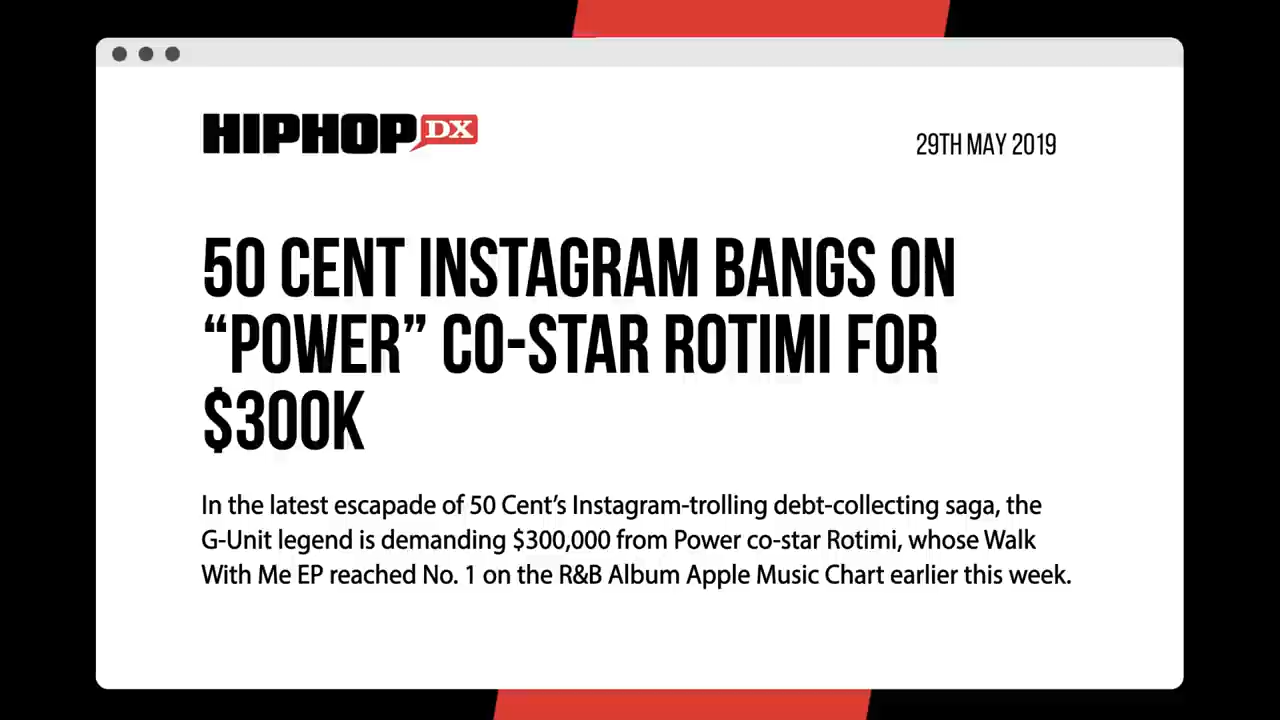 HIPHOP DX
29TH MAY 2019
50 CENT INSTAGRAM BANGS ON
“POWER” CO-STAR ROTIMI FOR
$300K
In the latest escapade of 50 Cent’s Instagram-trolling debt-collecting saga, the
G-Unit legend is demanding $300,000 from Power co-star Rotimi, whose Walk
With Me EP reached No. 1 on the R&B Album Apple Music Chart earlier this week.